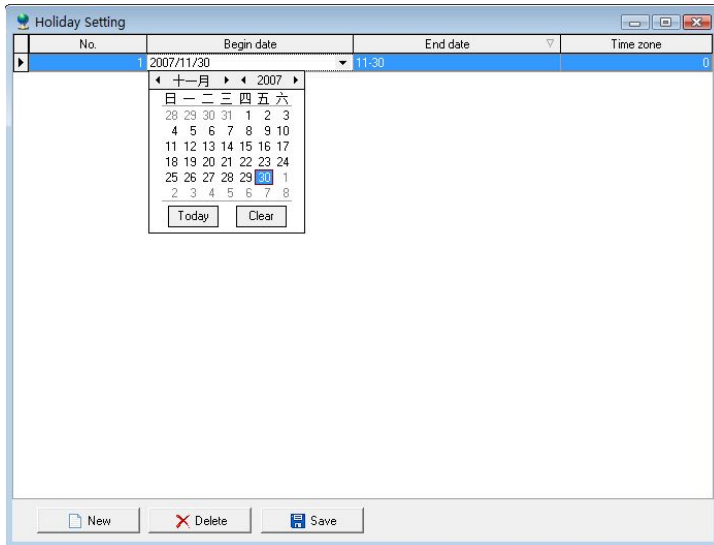 Holiday Setting
No. Begin date End date Time zone
1 2007/11/30 11-30 0
十一月 2007
日 一 二 三 四 五 六
28 29 30 31 1 2 3
4 5 6 7 8 9 10
11 12 13 14 15 16 17
18 19 20 21 22 23 24
25 26 27 28 29 30 1
2 3 4 5 6 7 8
Today Clear
New Delete Save